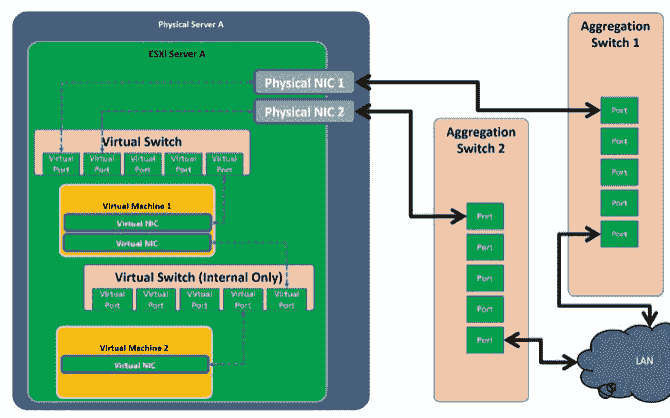 Physical Server A
ESXi Server A
Physical NIC 1
Physical NIC 2
Virtual Switch
Virtual Port
Virtual Port
Virtual Port
Virtual Port
Virtual Port
Virtual Machine 1
Virtual NIC
Virtual NIC
Virtual Switch (Internal Only)
Virtual Port
Virtual Port
Virtual Port
Virtual Port
Virtual Port
Virtual Machine 2
Virtual NIC
Aggregation
Switch 2
Port
Port
Port
Port
Port
Aggregation
Switch 1
Port
Port
Port
Port
Port
LAN